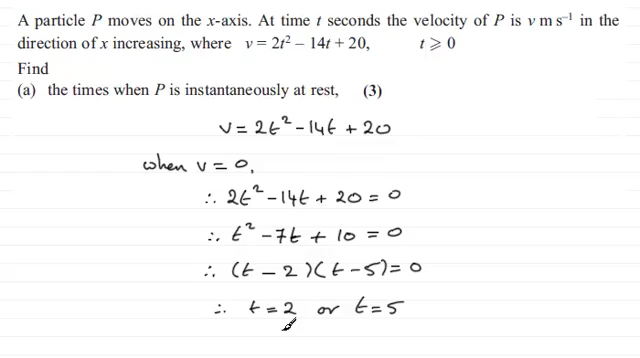 A particle P moves on the x-axis. At time t seconds the velocity of P is v m s⁻¹ in the
direction of x increasing, where v = 2t² – 14t + 20, t ⩾ 0
Find
(a) the times when P is instantaneously at rest, (3)
v = 2t² - 14t + 20
when v = 0,
∴ 2t² - 14t + 20 = 0
∴ t² - 7t + 10 = 0
∴ (t - 2)(t - 5) = 0
∴ t = 2 or t = 5